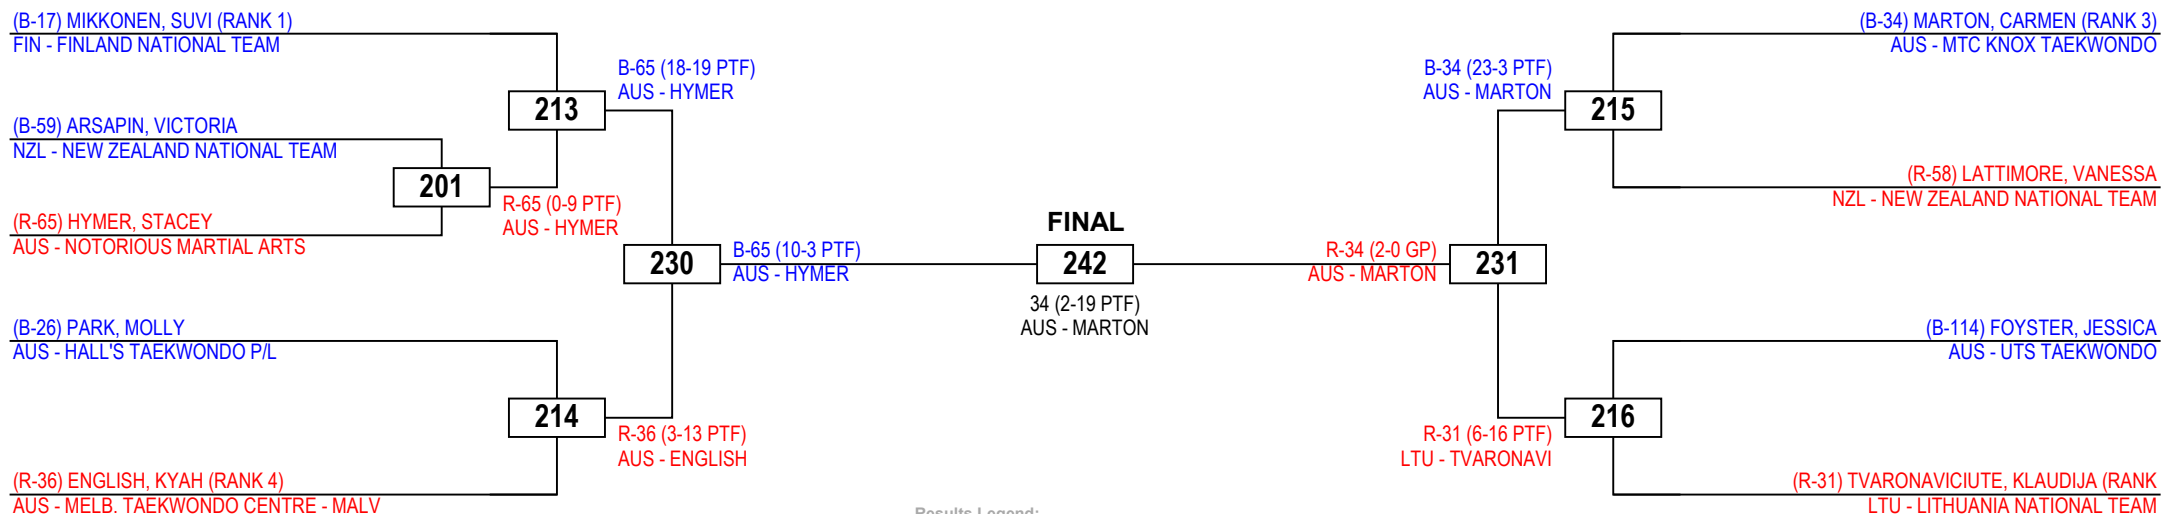 (B-17) MIKKONEN, SUVI (RANK 1)
FIN - FINLAND NATIONAL TEAM
(B-59) ARSAPIN, VICTORIA
NZL - NEW ZEALAND NATIONAL TEAM
(R-65) HYMER, STACEY
AUS - NOTORIOUS MARTIAL ARTS
(B-26) PARK, MOLLY
AUS - HALL'S TAEKWONDO P/L
(R-36) ENGLISH, KYAH (RANK 4)
AUS - MELB. TAEKWONDO CENTRE - MALV
201
R-65 (0-9 PTF)
AUS - HYMER
213
B-65 (18-19 PTF)
AUS - HYMER
214
R-36 (3-13 PTF)
AUS - ENGLISH
230
B-65 (10-3 PTF)
AUS - HYMER
FINAL
242
34 (2-19 PTF)
AUS - MARTON
R-34 (2-0 GP)
AUS - MARTON
231
B-34 (23-3 PTF)
AUS - MARTON
215
R-31 (6-16 PTF)
LTU - TVARONAVI
216
(B-34) MARTON, CARMEN (RANK 3)
AUS - MTC KNOX TAEKWONDO
(R-58) LATTIMORE, VANESSA
NZL - NEW ZEALAND NATIONAL TEAM
(B-114) FOYSTER, JESSICA
AUS - UTS TAEKWONDO
(R-31) TVARONAVICIUTE, KLAUDIJA (RANK
LTU - LITHUANIA NATIONAL TEAM
Results Legend: